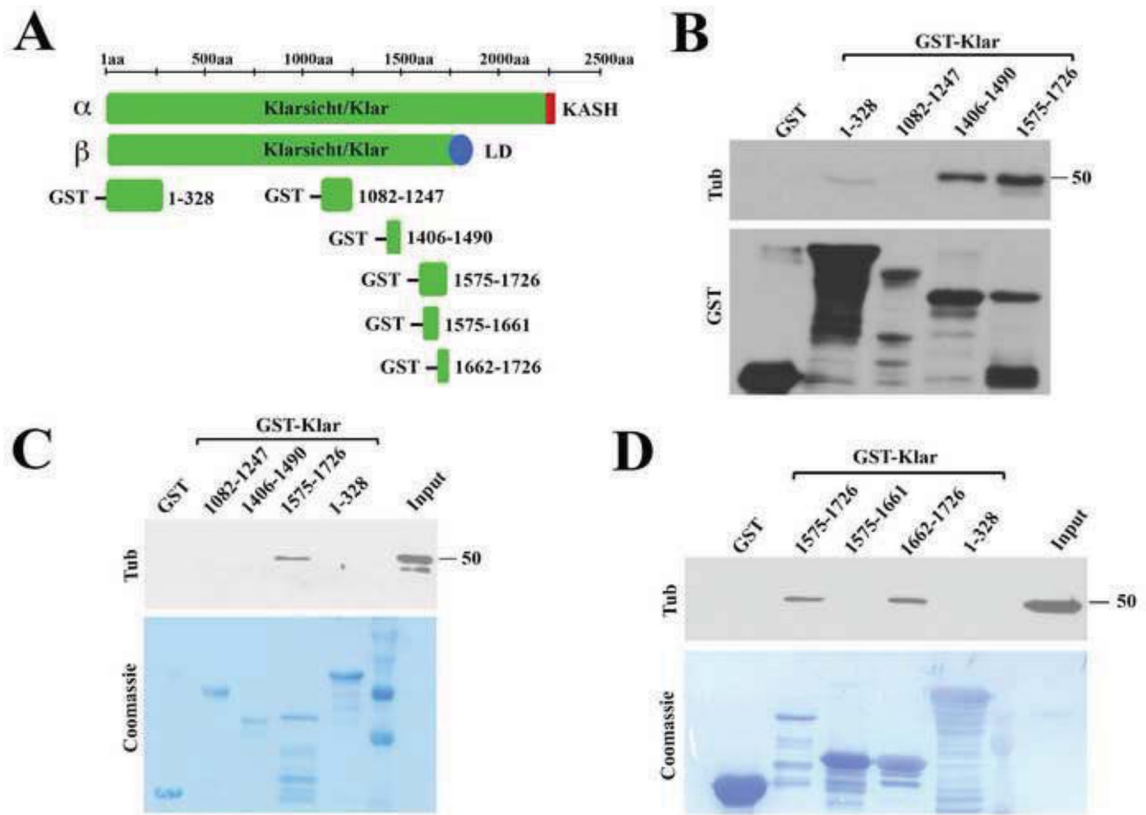 A
1aa 500aa 1000aa 1500aa 2000aa 2500aa
α Klarsicht/Klar KASH
β Klarsicht/Klar LD
GST 1-328 GST 1082-1247
GST 1406-1490
GST 1575-1726
GST 1575-1661
GST 1662-1726
B
GST-Klar
GST 1-328 1082-1247 1406-1490 1575-1726
Tub 50
GST
C
GST-Klar
GST 1082-1247 1406-1490 1575-1726 1-328 Input
Tub 50
Coomassie
D
GST-Klar
GST 1575-1726 1575-1661 1662-1726 1-328 Input
Tub 50
Coomassie